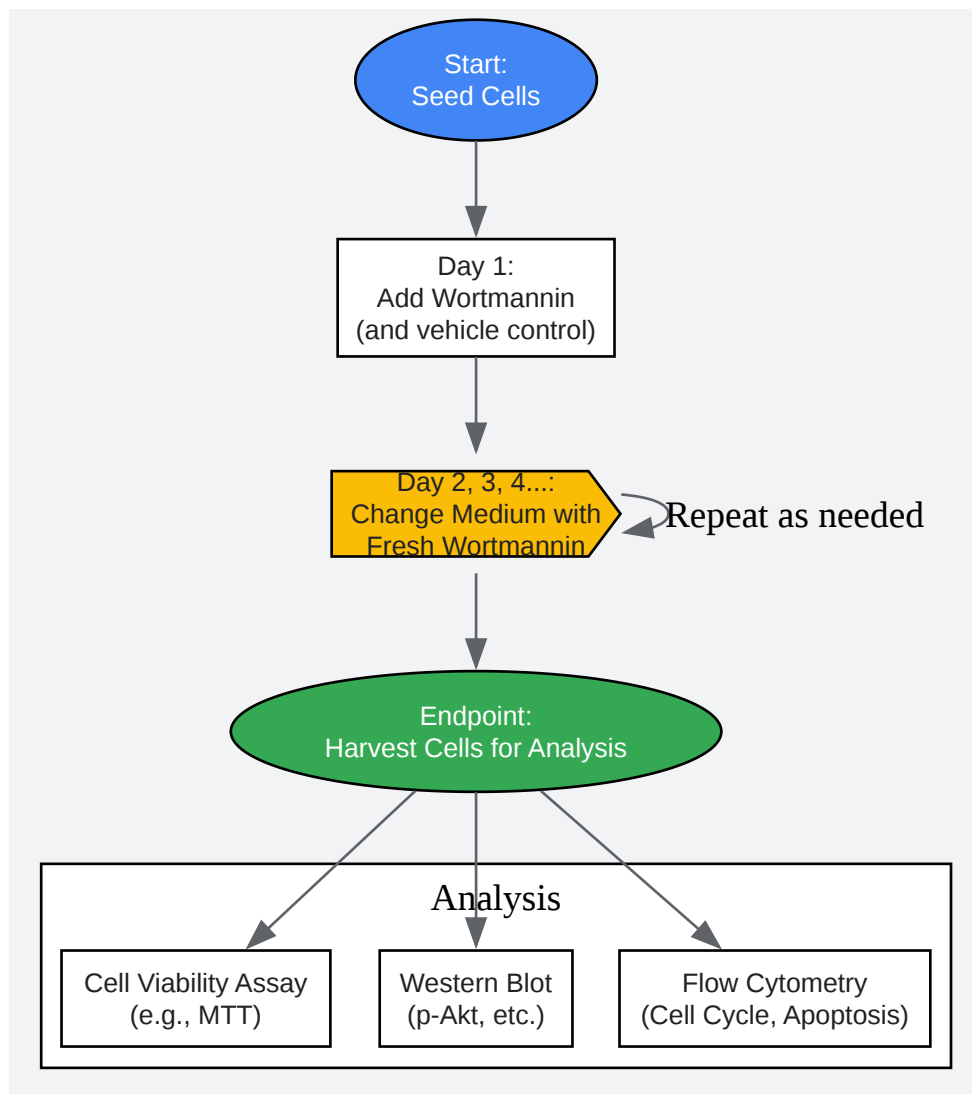 Start:
Seed Cells
Day 1:
Add Wortmannin
(and vehicle control)
Day 2, 3, 4...:
Change Medium with
Fresh Wortmannin
Repeat as needed
Endpoint:
Harvest Cells for Analysis
Analysis
Cell Viability Assay
(e.g., MTT)
Western Blot
(p-Akt, etc.)
Flow Cytometry
(Cell Cycle, Apoptosis)